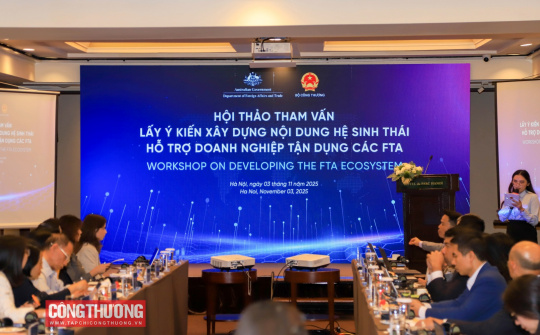 Australian Government
Department of Foreign Affairs and Trade
BỘ CÔNG THƯƠNG
HỘI THẢO THAM VẤN
LẤY Ý KIẾN XÂY DỰNG NỘI DUNG HỆ SINH THÁI
HỖ TRỢ DOANH NGHIỆP TẬN DỤNG CÁC FTA
WORKSHOP ON DEVELOPING THE FTA ECOSYSTEM
Hà Nội, ngày 03 tháng 11 năm 2025
Ha Noi, November 03, 2025
CÔNG THƯƠNG
WWW.TAPCHICONGTHUONG.VN